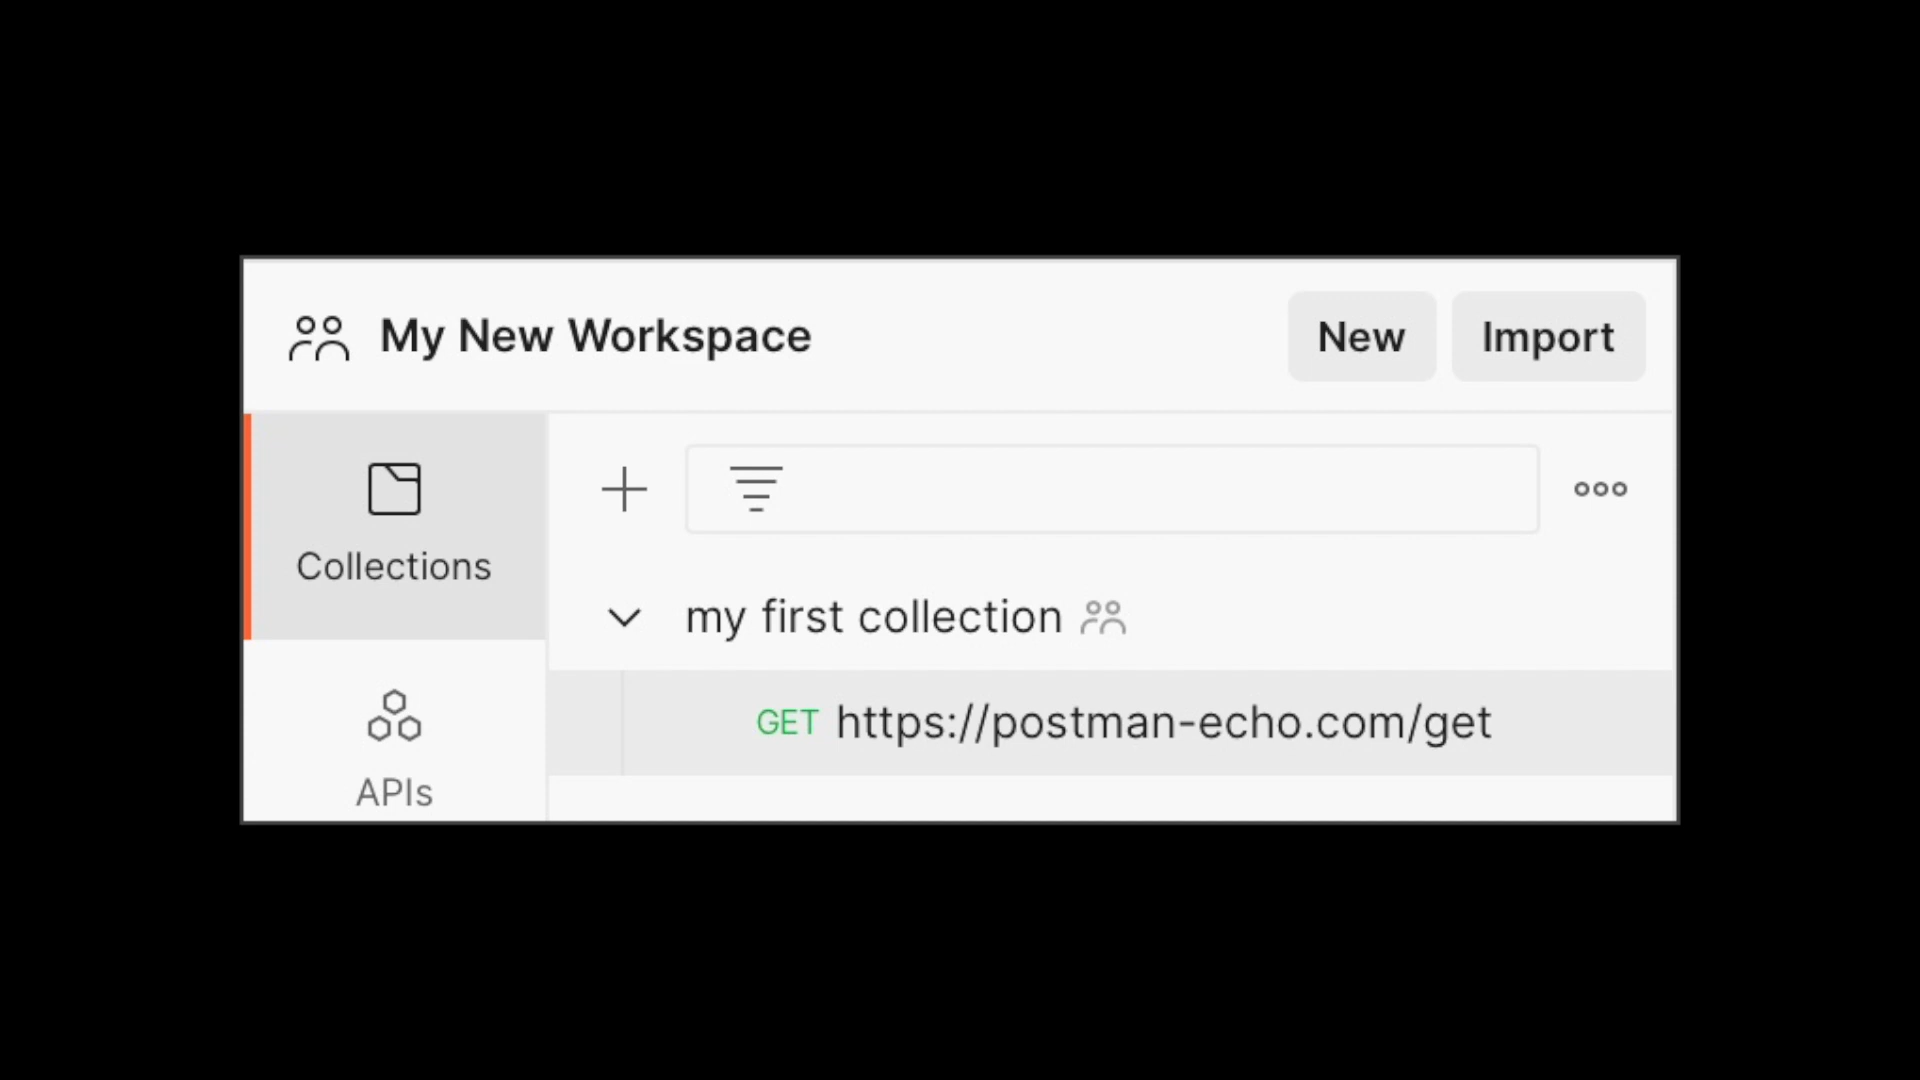 My New Workspace
New
Import
Collections
my first collection
GET https://postman-echo.com/get
APIs